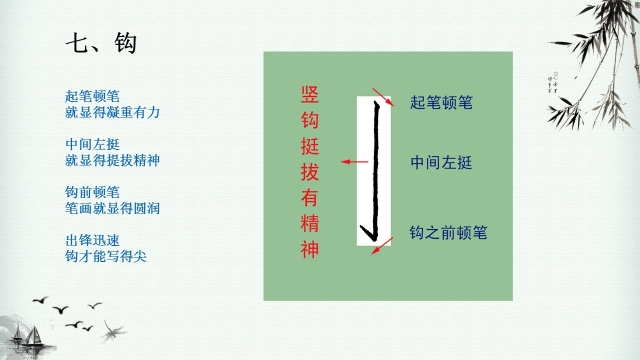 七、钩
起笔顿笔
就显得凝重有力
中间左挺
就显得提拔精神
钩前顿笔
笔画就显得圆润
出锋迅速
钩才能写得尖
竖钩挺拔有精神
起笔顿笔
中间左挺
钩之前顿笔